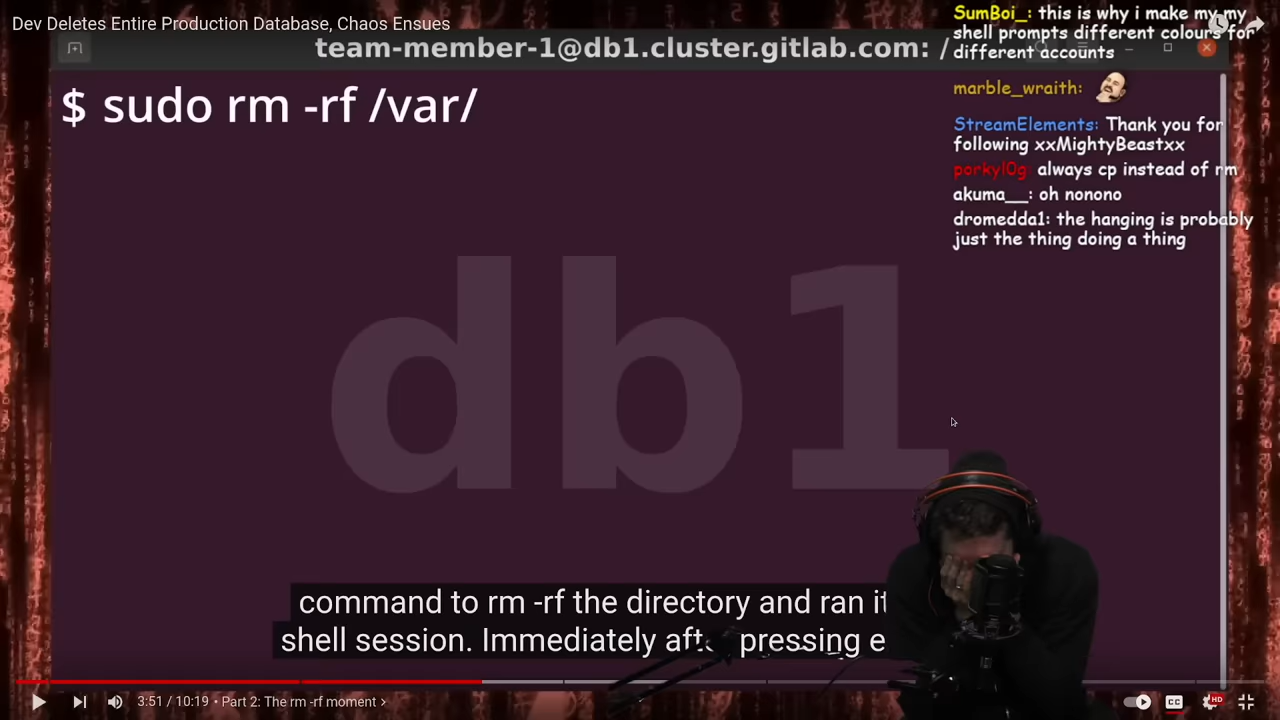 Dev Deletes Entire Production Database, Chaos Ensues
team-member-1@db1.cluster.gitlab.com: /
$ sudo rm -rf /var/
db1
SumBoi_: this is why i make my my
shell prompts different colours for
different accounts
marble_wraith:
StreamElements: Thank you for
following xxMightyBeastxx
porkyl0g: always cp instead of rm
akuma__: oh nonono
dromedda1: the hanging is probably
just the thing doing a thing
command to rm -rf the directory and ran it
shell session. Immediately after pressing e
3:51 / 10:19 • Part 2: The rm -rf moment >
CC
HD